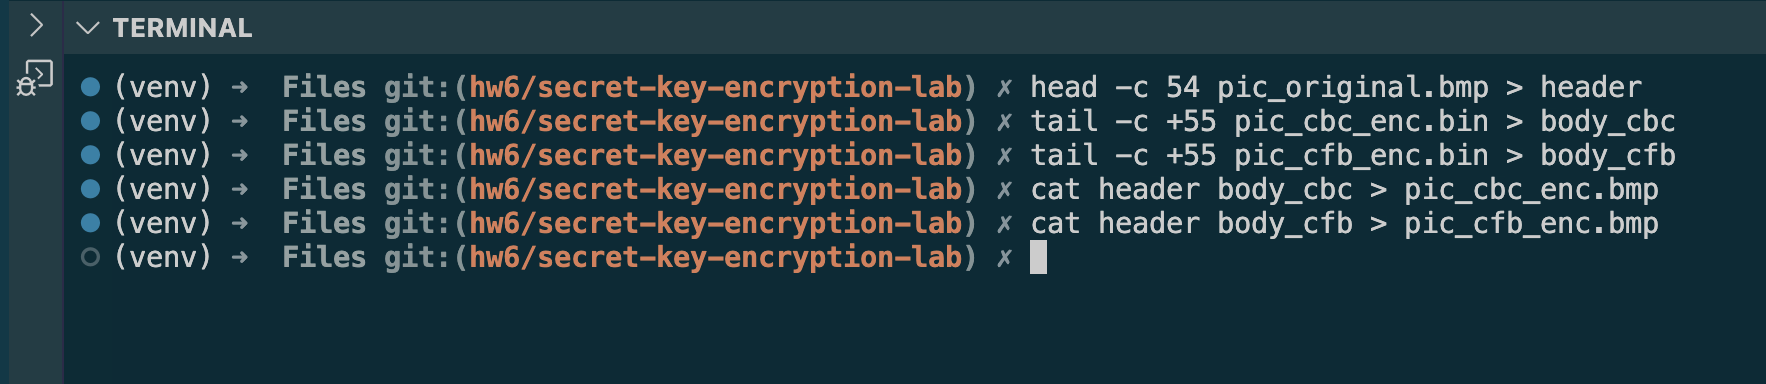 TERMINAL
(venv) ➜ Files git:(hw6/secret-key-encryption-lab) ✗ head -c 54 pic_original.bmp > header
(venv) ➜ Files git:(hw6/secret-key-encryption-lab) ✗ tail -c +55 pic_cbc_enc.bin > body_cbc
(venv) ➜ Files git:(hw6/secret-key-encryption-lab) ✗ tail -c +55 pic_cfb_enc.bin > body_cfb
(venv) ➜ Files git:(hw6/secret-key-encryption-lab) ✗ cat header body_cbc > pic_cbc_enc.bmp
(venv) ➜ Files git:(hw6/secret-key-encryption-lab) ✗ cat header body_cfb > pic_cfb_enc.bmp
(venv) ➜ Files git:(hw6/secret-key-encryption-lab) ✗